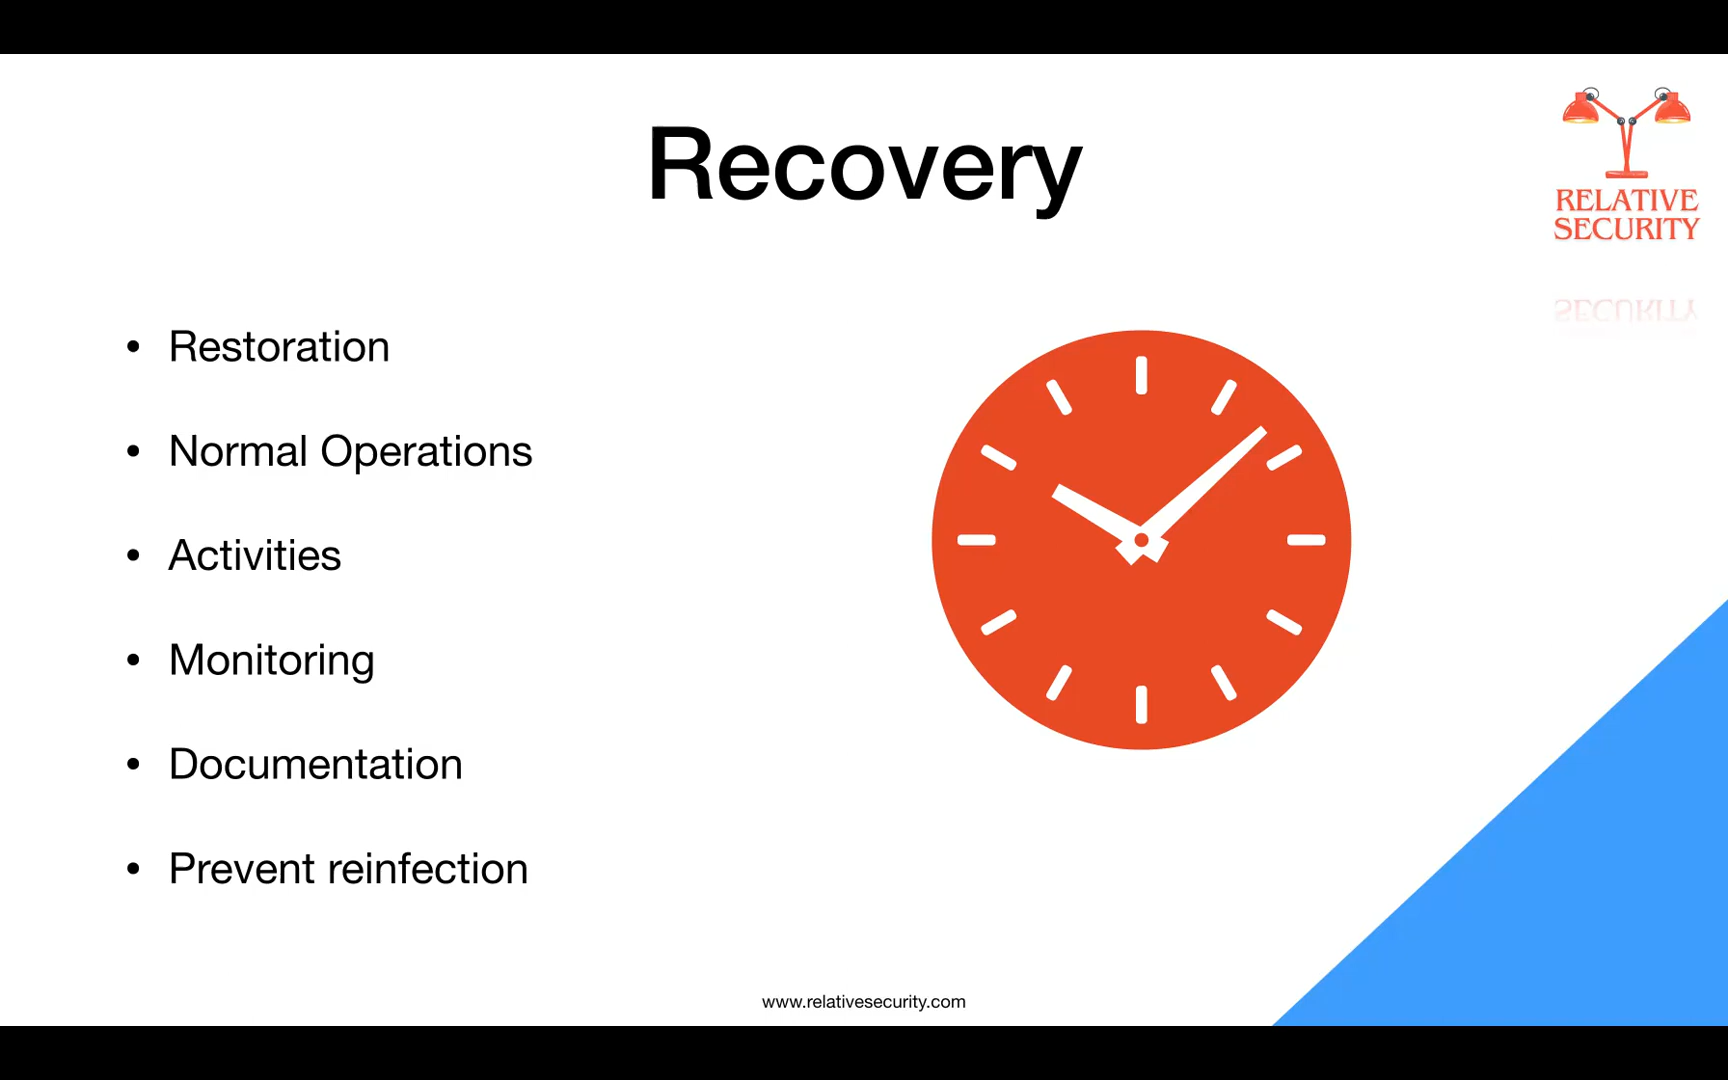 Recovery
RELATIVE
SECURITY
• Restoration
• Normal Operations
• Activities
• Monitoring
• Documentation
• Prevent reinfection
www.relativesecurity.com